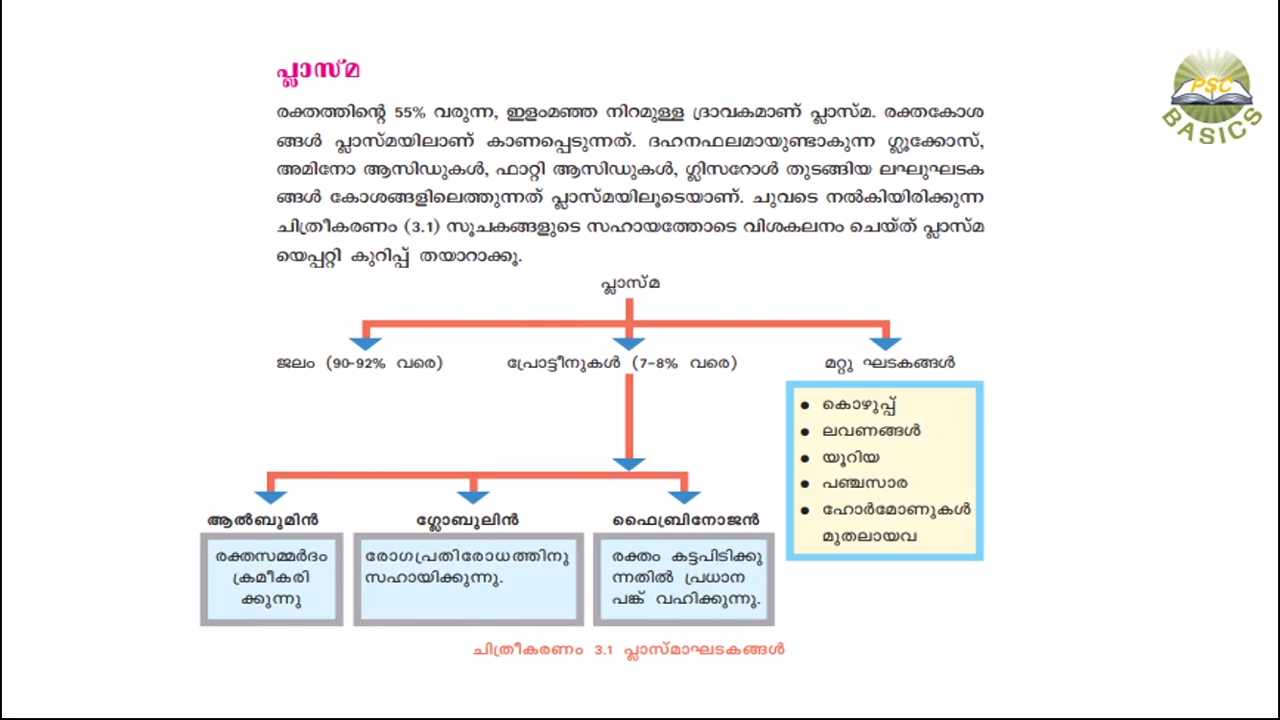 പ്ലാസ്മ
PSC
BASICS
രക്തത്തിന്റെ 55% വരുന്ന, ഇളംമഞ്ഞ നിറമുള്ള ദ്രാവകമാണ് പ്ലാസ്മ. രക്തകോശ
ങ്ങൾ പ്ലാസ്മയിലാണ് കാണപ്പെടുന്നത്. ദഹനഫലമായുണ്ടാകുന്ന ഗ്ലൂക്കോസ്,
അമിനോ ആസിഡുകൾ, ഫാറ്റി ആസിഡുകൾ, ഗ്ലിസറോൾ തുടങ്ങിയ ലഘുഘടക
ങ്ങൾ കോശങ്ങളിലെത്തുന്നത് പ്ലാസ്മയിലൂടെയാണ്. ചുവടെ നൽകിയിരിക്കുന്ന
ചിത്രീകരണം (3.1) സൂചകങ്ങളുടെ സഹായത്തോടെ വിശകലനം ചെയ്ത് പ്ലാസ്മ
യെപ്പറ്റി കുറിപ്പ് തയാറാക്കൂ.
പ്ലാസ്മ
ജലം (90-92% വരെ)
പ്രോട്ടീനുകൾ (7-8% വരെ)
മറ്റു ഘടകങ്ങൾ
• കൊഴുപ്പ്
• ലവണങ്ങൾ
• യൂറിയ
• പഞ്ചസാര
• ഹോർമോണുകൾ
മുതലായവ
ആൽബുമിൻ
രക്തസമ്മർദം
ക്രമീകരി
ക്കുന്നു
ഗ്ലോബുലിൻ
രോഗപ്രതിരോധത്തിനു
സഹായിക്കുന്നു.
ഫൈബ്രിനോജൻ
രക്തം കട്ടപിടിക്കു
ന്നതിൽ പ്രധാന
പങ്ക് വഹിക്കുന്നു.
ചിത്രീകരണം 3.1 പ്ലാസ്മാഘടകങ്ങൾ